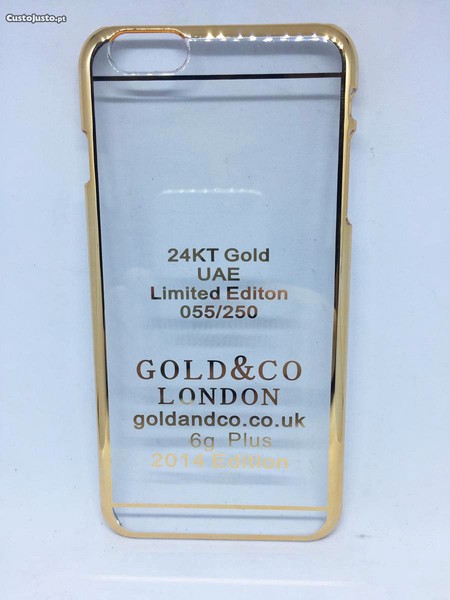 CustoJusto.pt
24KT Gold
UAE
Limited Editon
055/250
GOLD&CO
LONDON
goldandco.co.uk
6g Plus
2014 Edition